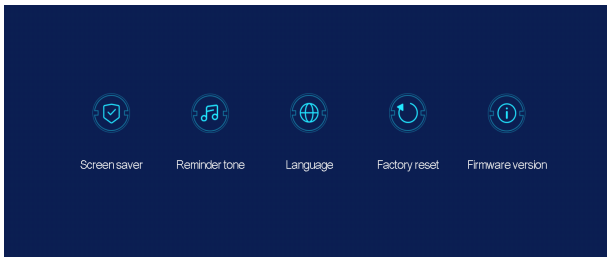 Screen saver
Reminder tone
Language
Factory reset
Firmware version